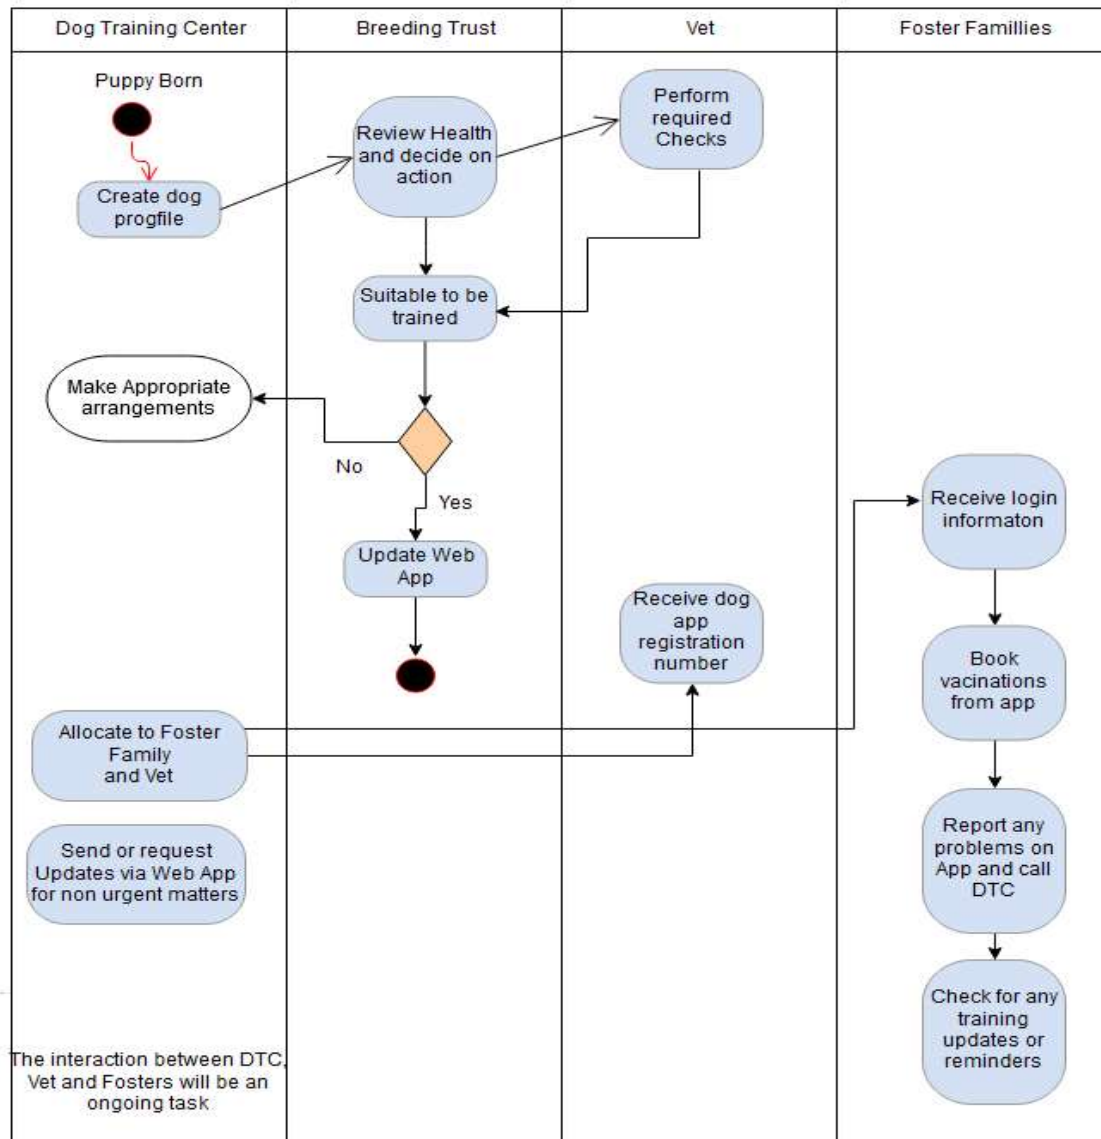 Dog Training Center
Breeding Trust
Vet
Foster Famillies
Puppy Born
Create dog
progfile
Review Health
and decide on
action
Perform
required
Checks
Suitable to be
trained
Make Appropriate
arrangements
No
Yes
Update Web
App
Receive dog
app
registration
number
Receive login
informaton
Book
vacinations
from app
Allocate to Foster
Family
and Vet
Report any
problems on
App and call
DTC
Send or request
Updates via Web App
for non urgent matters
Check for any
training
updates or
reminders
The interaction between DTC,
Vet and Fosters will be an
ongoing task